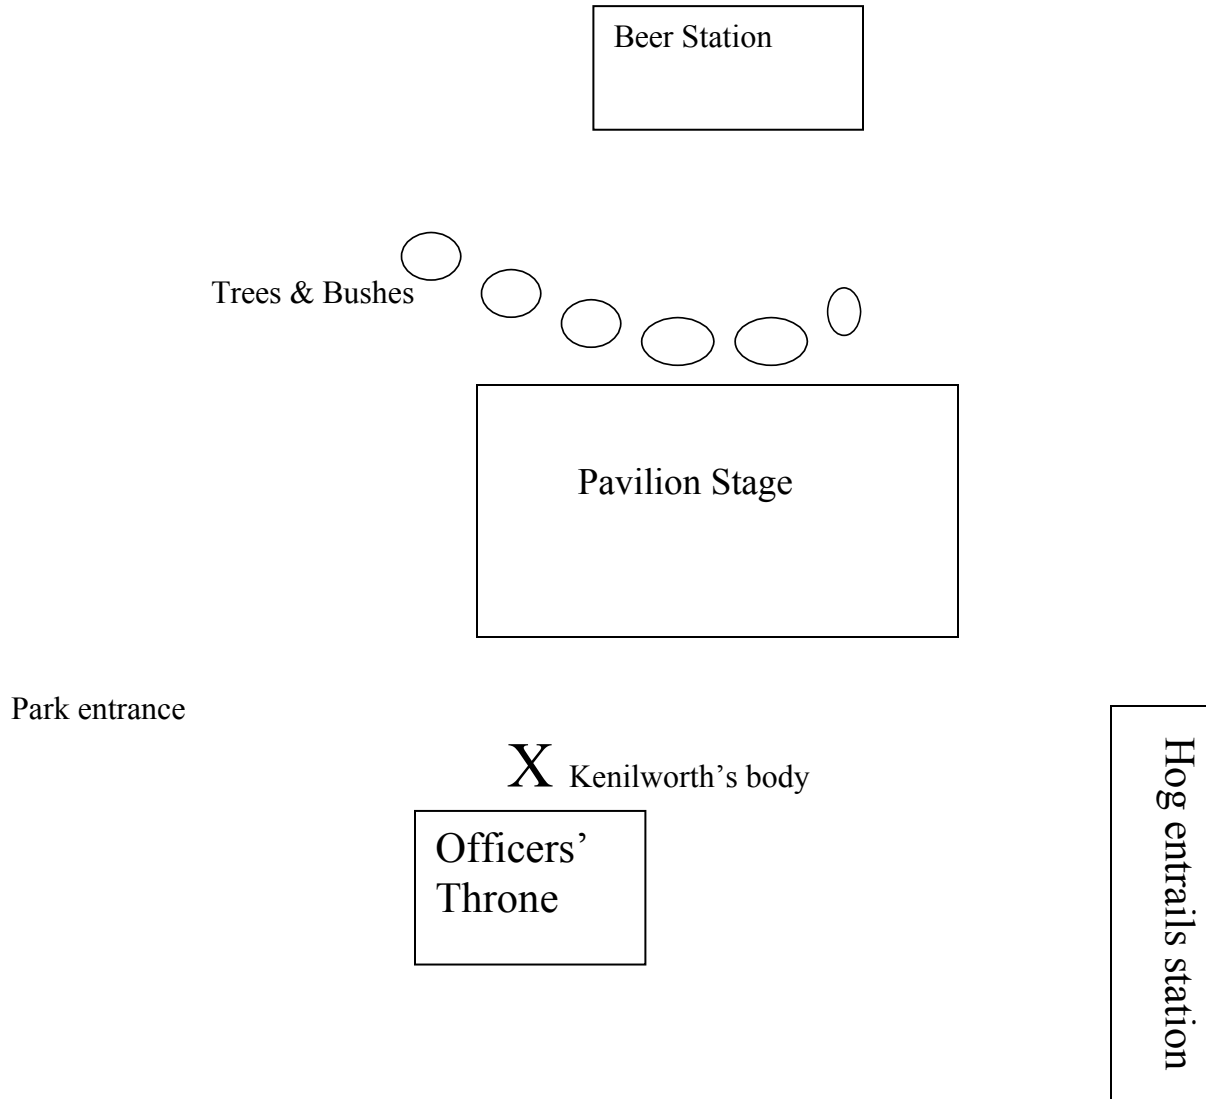 Beer Station
Trees & Bushes
Pavilion Stage
Park entrance
X Kenilworth’s body
Officers’
Throne
Hog entrails station